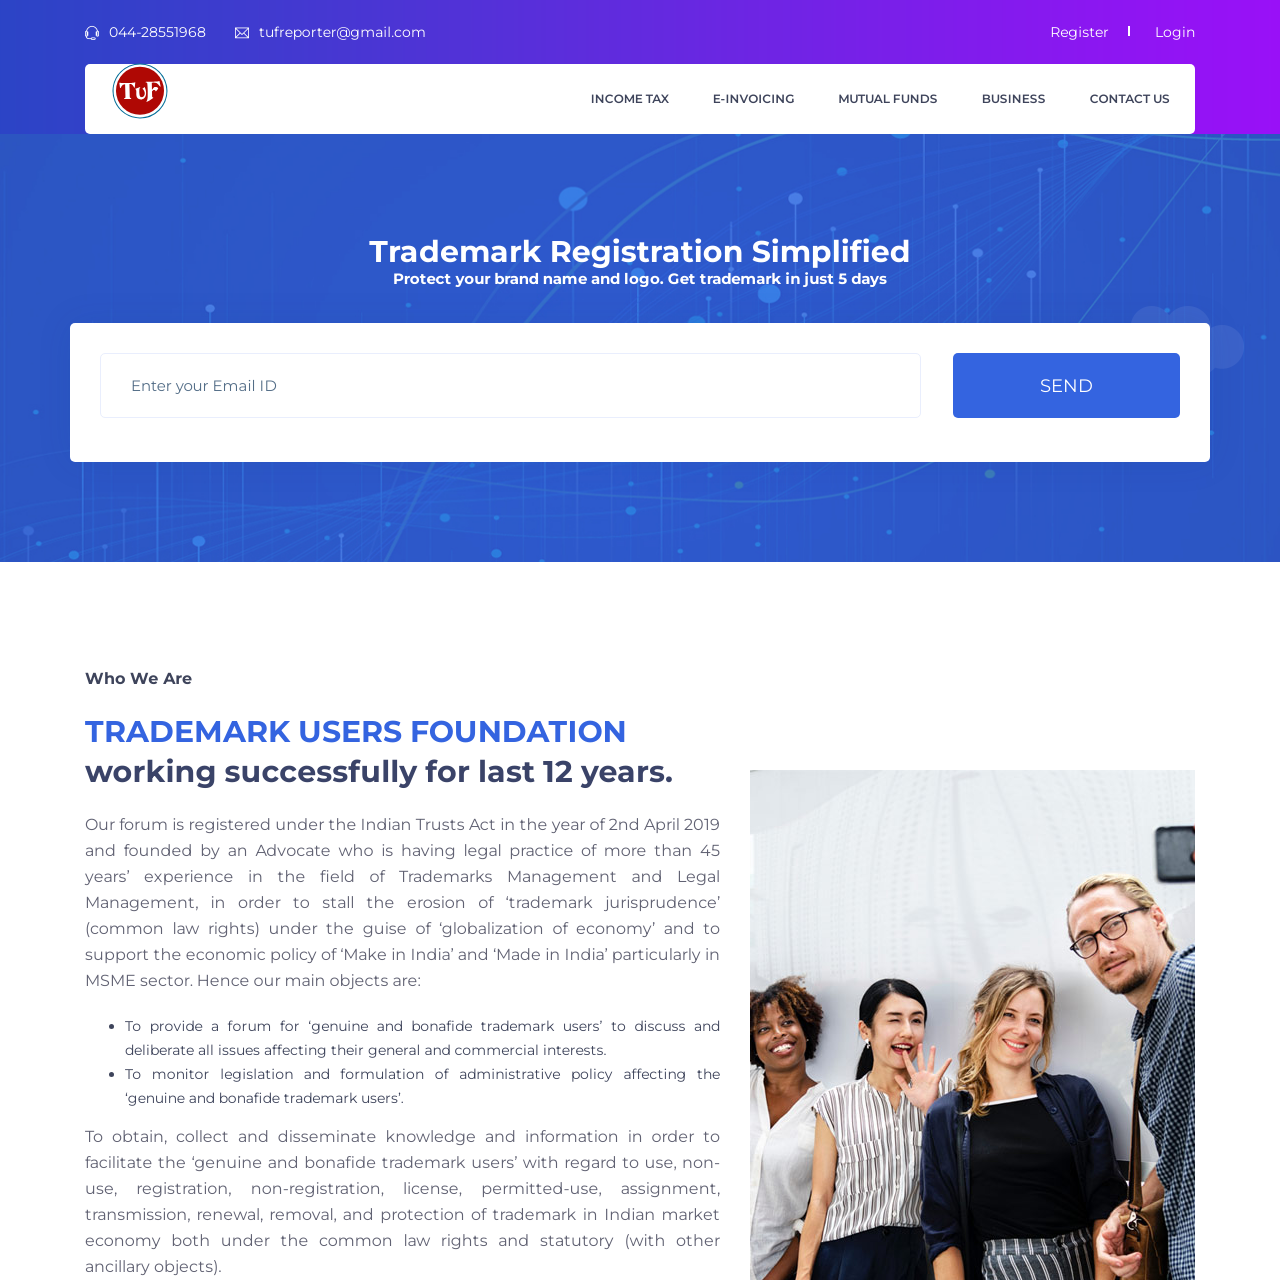 044-28551968
tufreporter@gmail.com
Register
Login
TUF
INCOME TAX
E-INVOICING
MUTUAL FUNDS
BUSINESS
CONTACT US
Trademark Registration Simplified
Protect your brand name and logo. Get trademark in just 5 days
Enter your Email ID
SEND
Who We Are
TRADEMARK USERS FOUNDATION
working successfully for last 12 years.
Our forum is registered under the Indian Trusts Act in the year of 2nd April 2019
and founded by an Advocate who is having legal practice of more than 45
years’ experience in the field of Trademarks Management and Legal
Management, in order to stall the erosion of ‘trademark jurisprudence’
(common law rights) under the guise of ‘globalization of economy’ and to
support the economic policy of ‘Make in India’ and ‘Made in India’ particularly in
MSME sector. Hence our main objects are:
To provide a forum for ‘genuine and bonafide trademark users’ to discuss and
deliberate all issues affecting their general and commercial interests.
To monitor legislation and formulation of administrative policy affecting the
‘genuine and bonafide trademark users’.
To obtain, collect and disseminate knowledge and information in order to
facilitate the ‘genuine and bonafide trademark users’ with regard to use, non-
use, registration, non-registration, license, permitted-use, assignment,
transmission, renewal, removal, and protection of trademark in Indian market
economy both under the common law rights and statutory (with other
ancillary objects).